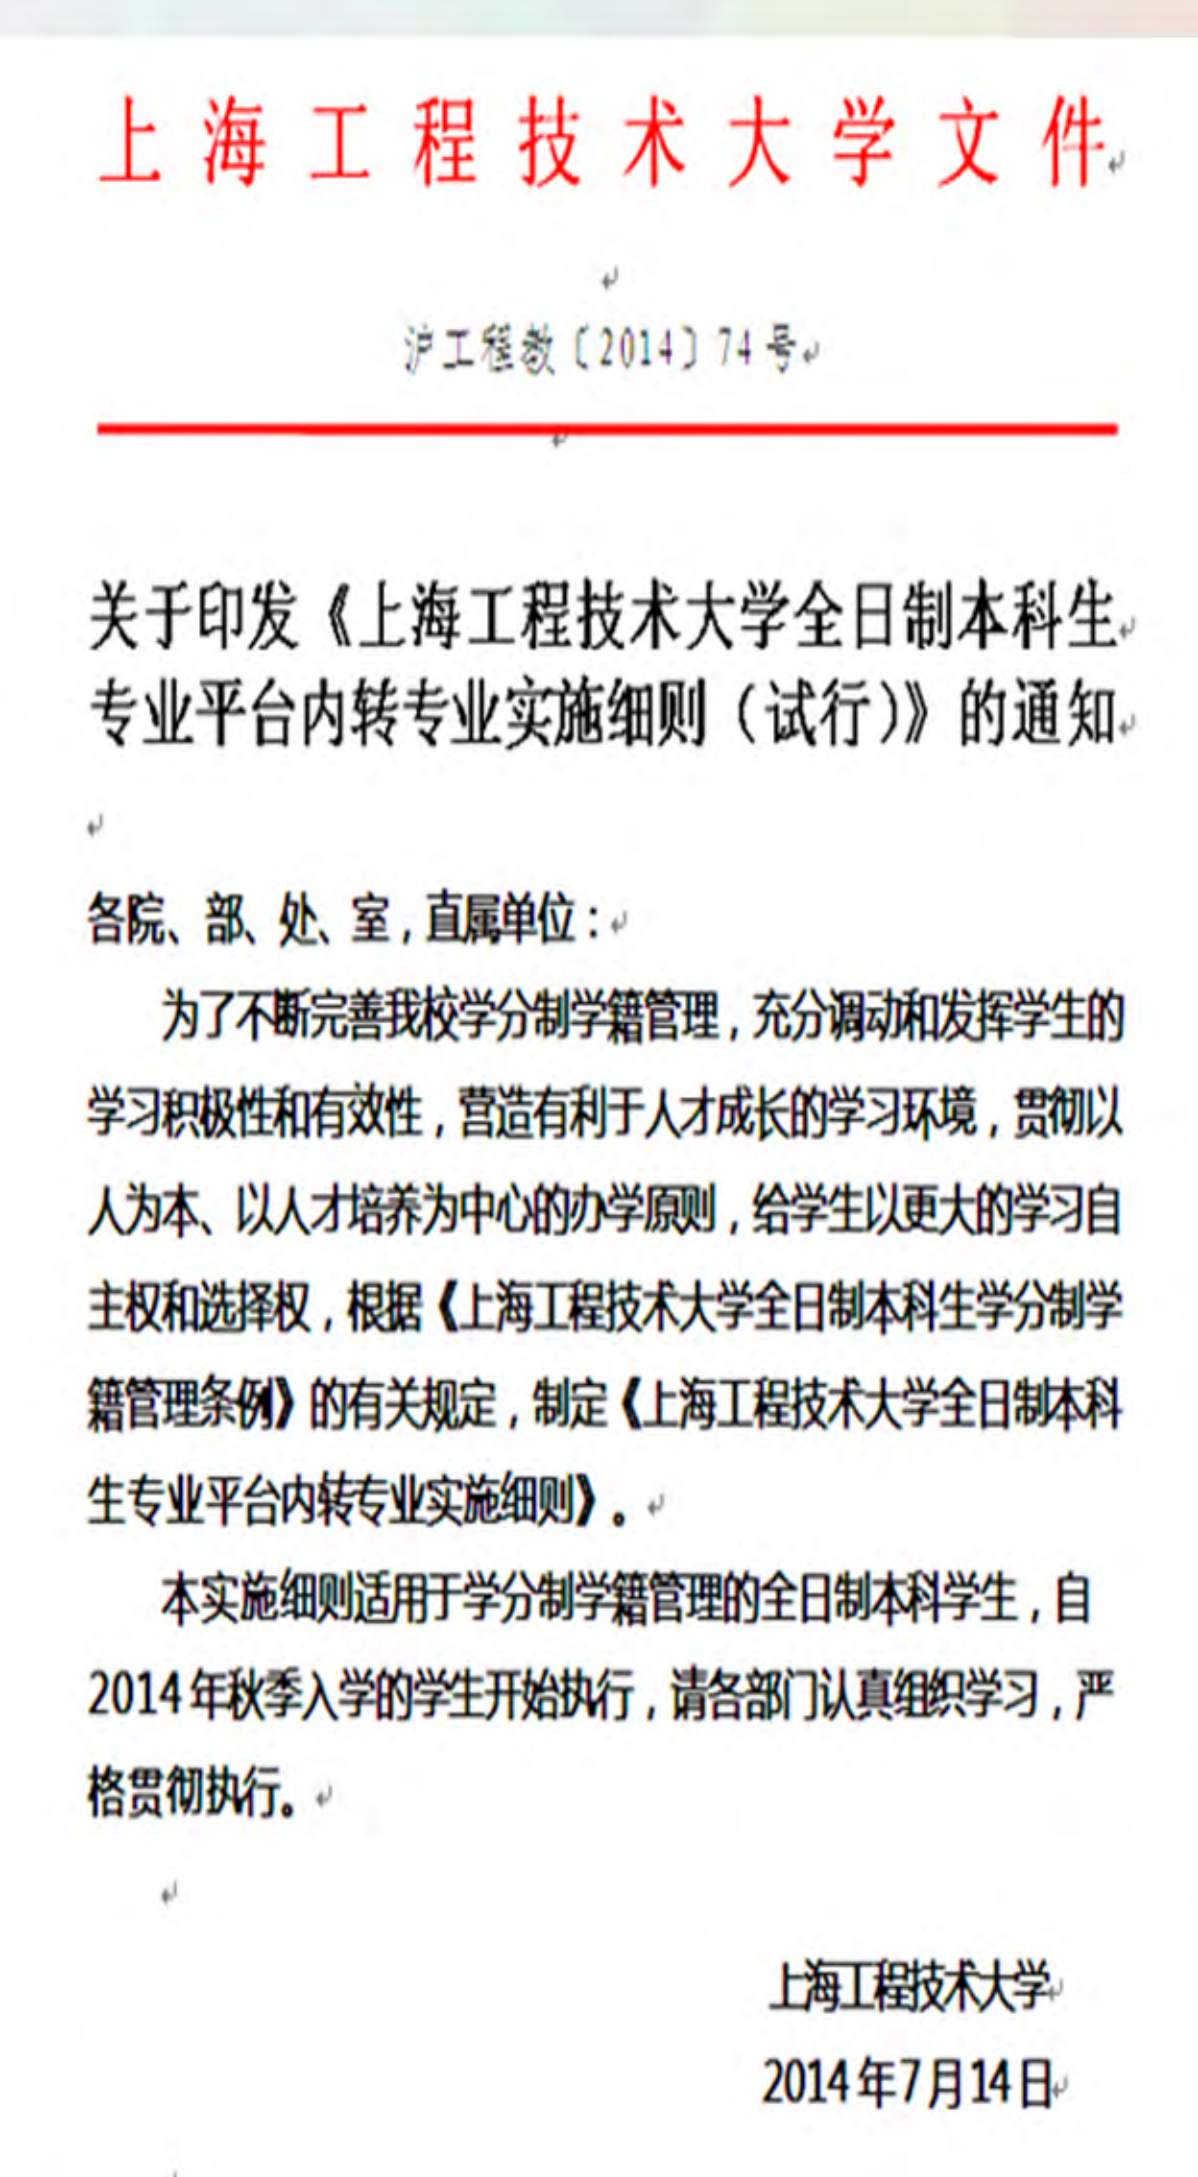 上海工程技术大学文件
沪工程教〔2014〕74号
关于印发《上海工程技术大学全日制本科生
专业平台内转专业实施细则（试行）》的通知
各院、部、处、室，直属单位：
为了不断完善我校学分制学籍管理，充分调动和发挥学生的
学习积极性和有效性，营造有利于人才成长的学习环境，贯彻以
人为本、以人才培养为中心的办学原则，给学生以更大的学习自
主权和选择权，根据《上海工程技术大学全日制本科生学分制学
籍管理条例》的有关规定，制定《上海工程技术大学全日制本科
生专业平台内转专业实施细则》。
本实施细则适用于学分制学籍管理的全日制本科学生，自
2014年秋季入学的学生开始执行，请各部门认真组织学习，严
格贯彻执行。
上海工程技术大学
2014年7月14日